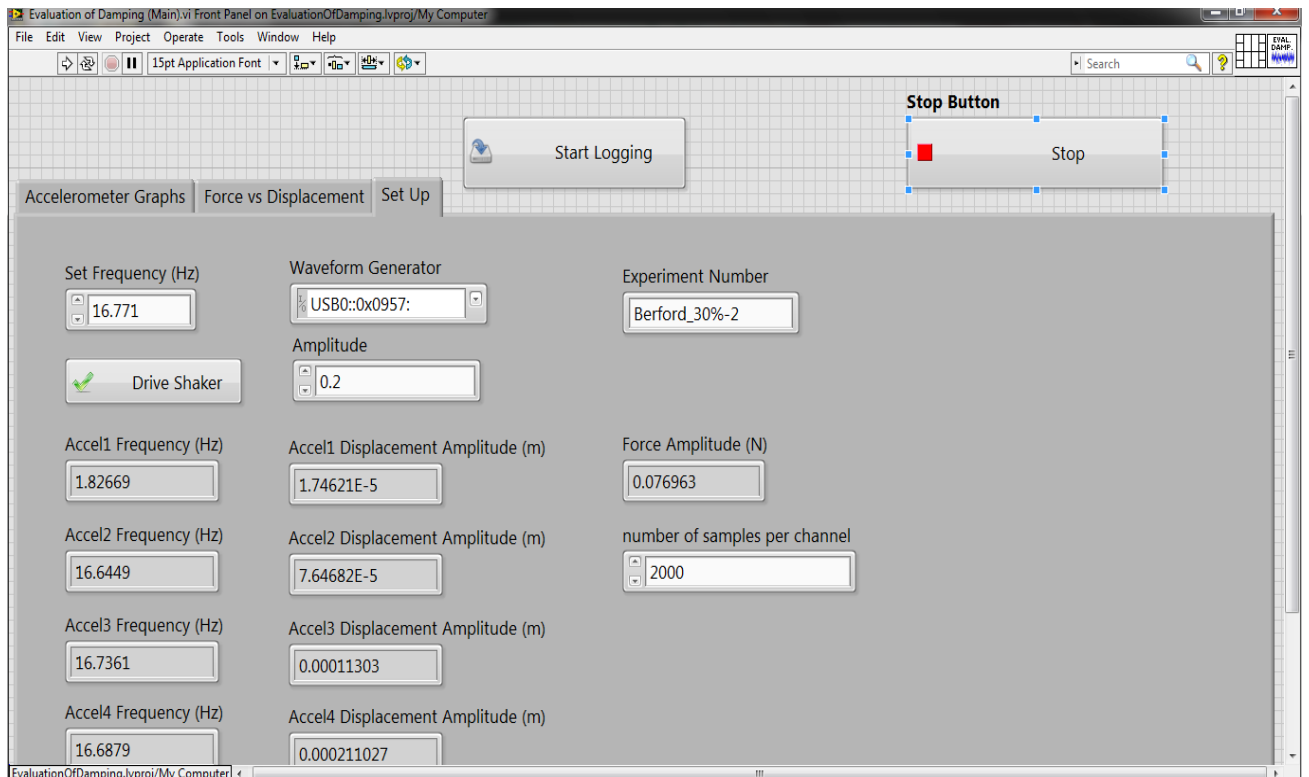 Evaluation of Damping (Main).vi Front Panel on EvaluationOfDamping.lvproj/My Computer
File Edit View Project Operate Tools Window Help
15pt Application Font
Search
EVAL.
DAMP.
Stop Button
Start Logging
Stop
Accelerometer Graphs Force vs Displacement Set Up
Set Frequency (Hz) Waveform Generator Experiment Number
16.771 USB0::0x0957: Berford_30%-2
Amplitude
Drive Shaker 0.2
Accel1 Frequency (Hz) Accel1 Displacement Amplitude (m) Force Amplitude (N)
1.82669 1.74621E-5 0.076963
Accel2 Frequency (Hz) Accel2 Displacement Amplitude (m) number of samples per channel
16.6449 7.64682E-5 2000
Accel3 Frequency (Hz) Accel3 Displacement Amplitude (m)
16.7361 0.00011303
Accel4 Frequency (Hz) Accel4 Displacement Amplitude (m)
16.6879 0.000211027
EvaluationOfDamping.lvproj/My Computer